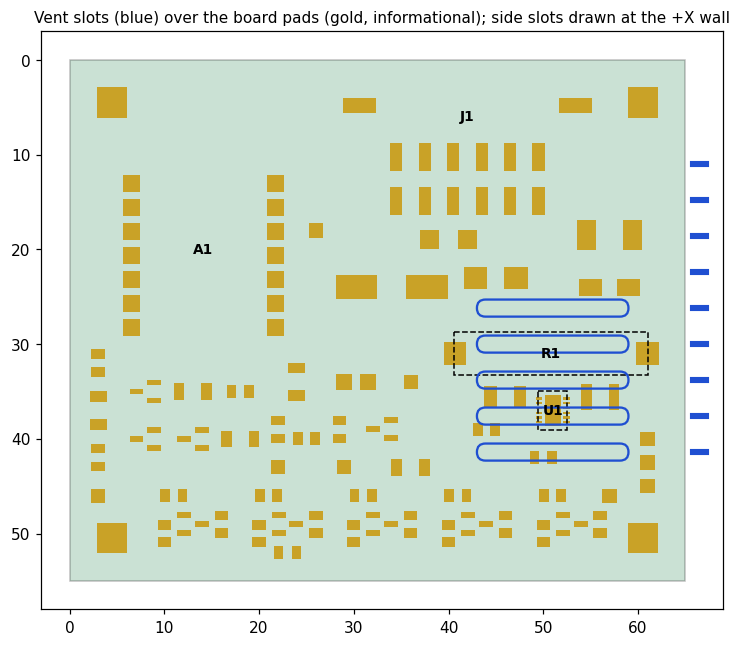 Vent slots (blue) over the board pads (gold, informational); side slots drawn at the +X wall
0
J1
10
A1
20
30
R1
U1
40
50
0 10 20 30 40 50 60